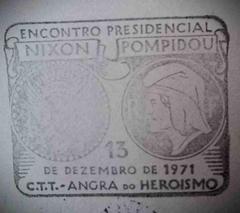 ENCONTRO PRESIDENCIAL
NIXON POMPIDOU
13
DE DEZEMBRO DE 1971
C.T.T.-ANGRA DO HEROISMO